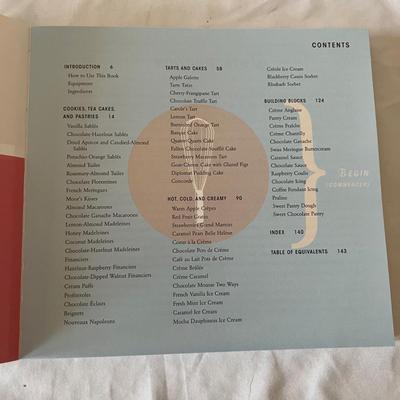 CONTENTS
INTRODUCTION 6
How to Use This Book
Equipment
Ingredients
COOKIES, TEA CAKES,
AND PASTRIES 14
Vanilla Sablés
Chocolate-Hazelnut Sablés
Dried Apricot and Candied-Almond
Sablés
Pistachio-Orange Sablés
Almond Tuiles
Rosemary-Almond Tuiles
Chocolate Florentines
French Meringues
Mose's Kisses
Almond Macaroons
Chocolate Ganache Macaroons
Lemon-Almond Madeleines
Honey Madeleines
Coconut Madeleines
Chocolate-Hazelnut Madeleines
Financiers
Hazelnut-Raspberry Financiers
Chocolate-Dipped Walnut Financiers
Cream Puffs
Profiteroles
Chocolate Éclairs
Beignets
Nouveaux Napoleons
TARTS AND CAKES 58
Apple Galette
Tarte Tatin
Cherry-Frangipane Tart
Chocolate Truffle Tart
Carole's Tart
Lemon Tart
Burnished Orange Tart
Basque Cake
Quatre-Quarts Cake
Fallen Chocolate Soufflé Cake
Strawberry Macaroon Tart
Goat-Cheese Cake with Glazed Figs
Diplomat Pudding Cake
Concorde
HOT, COLD, AND CREAMY 90
Warm Apple Crêpes
Red Fruit Gratin
Strawberries Grand Marnier
Caramel Pears Belle Hélène
Coeur à la Crème
Chocolate Pots de Crème
Café au Lait Pots de Crème
Crème Brûlée
Crème Caramel
Chocolate Mousse Two Ways
French Vanilla Ice Cream
Fresh Mint Ice Cream
Caramel Ice Cream
Mocha Dauphinois Ice Cream
Créole Ice Cream
Blackberry Cassis Sorbet
Rhubarb Sorbet
BUILDING BLOCKS 124
Crème Anglaise
Pastry Cream
Crème Fraîche
Crème Chantilly
Chocolate Ganache
Swiss Meringue Buttercream
Caramel Sauce
Chocolate Sauce
Raspberry Coulis
Chocolate Icing
Coffee Fondant Icing
Praline
Sweet Pastry Dough
Sweet Chocolate Pastry
INDEX 140
TABLE OF EQUIVALENTS 143
BEGIN
(COMMENCER)